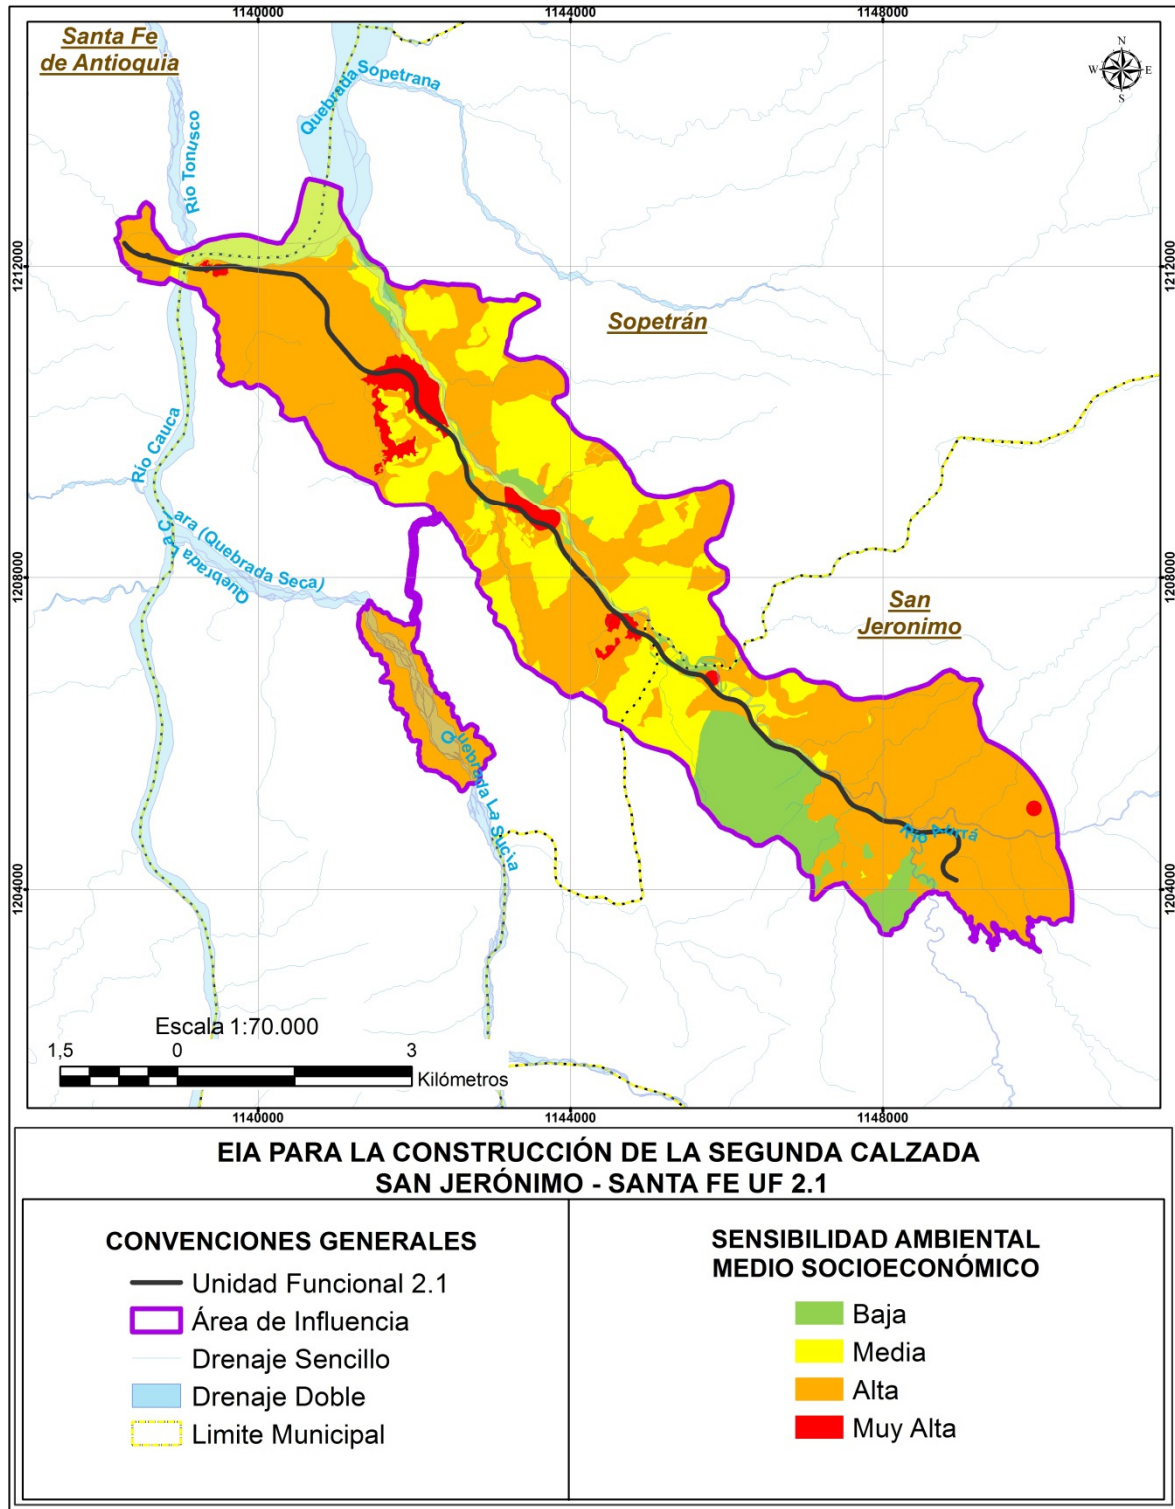 1140000
1144000
1148000
Santa Fe
de Antioquia
Quebrada Sopetrana
Río Tonusco
N
W
E
S
1212000
1212000
Sopetrán
Río Cauca
Quebrada La Clara (Quebrada Seca)
1208000
1208000
San
Jeronimo
Quebrada La Sucia
Río Aurrá
1204000
1204000
Escala 1:70.000
1,5
0
3
Kilómetros
1140000
1144000
1148000
EIA PARA LA CONSTRUCCIÓN DE LA SEGUNDA CALZADA
SAN JERÓNIMO - SANTA FE UF 2.1
CONVENCIONES GENERALES
Unidad Funcional 2.1
Área de Influencia
Drenaje Sencillo
Drenaje Doble
Limite Municipal
SENSIBILIDAD AMBIENTAL
MEDIO SOCIOECONÓMICO
Baja
Media
Alta
Muy Alta